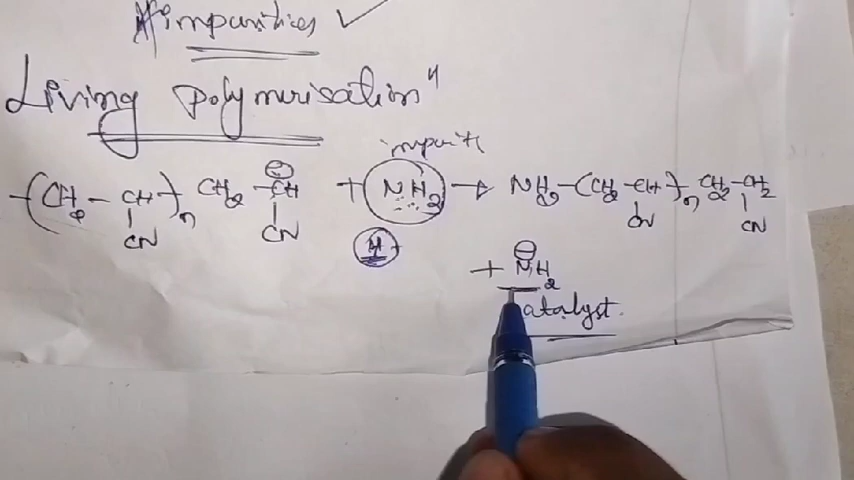 #impurities ✓
Living polymerisation"
impurit
-(CH2 - CH)n CH2 - CH⊖ + NH2 → NH2-(CH2-CH)n CH2-CH2
CN CN CN CN
H+
+ NH2⊖
catalyst.